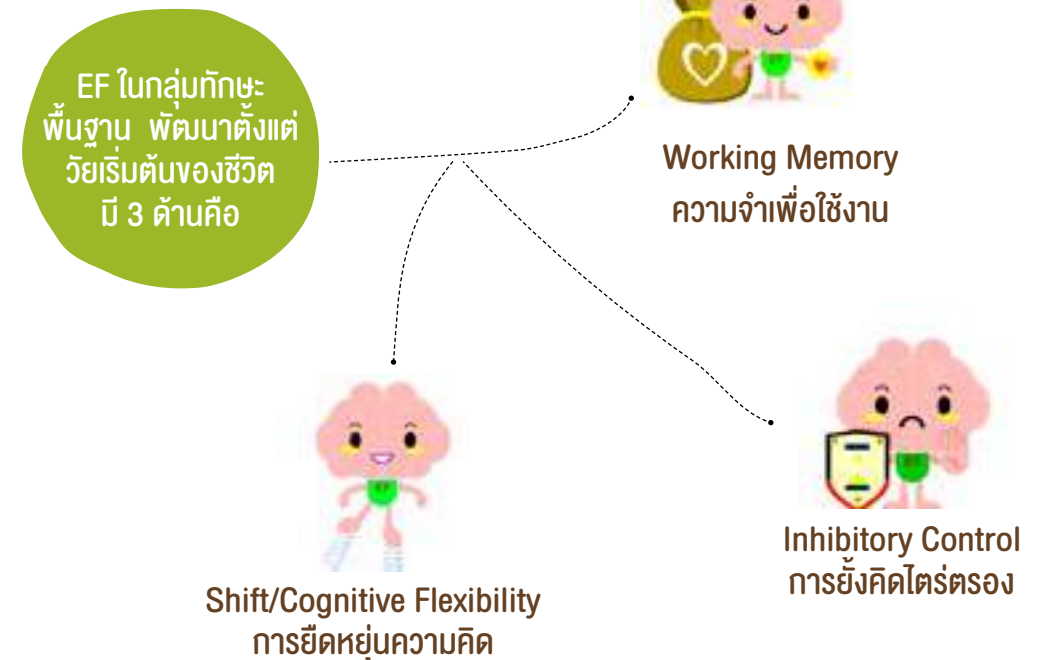 EF ในกลุ่มทักษะ
พื้นฐาน พัฒนาตั้งแต่
วัยเริ่มต้นของชีวิต
มี 3 ด้านคือ
Working Memory
ความจำเพื่อใช้งาน
Inhibitory Control
การยั้งคิดไตร่ตรอง
Shift/Cognitive Flexibility
การยืดหยุ่นความคิด